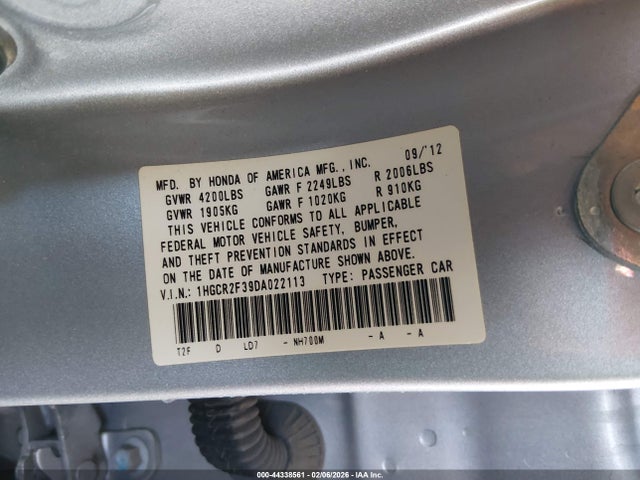 MFD. BY HONDA OF AMERICA MFG., INC. 09/'12
GVWR 4200LBS GAWR F 2249LBS R 2006LBS
GVWR 1905KG GAWR F 1020KG R 910KG
THIS VEHICLE CONFORMS TO ALL APPLICABLE
FEDERAL MOTOR VEHICLE SAFETY, BUMPER,
AND THEFT PREVENTION STANDARDS IN EFFECT
ON THE DATE OF MANUFACTURE SHOWN ABOVE.
V.I.N.: 1HGCR2F39DA022113 TYPE: PASSENGER CAR
T2F D LD7 - NH700M - A - A
000-44338561 - 02/06/2026 - IAA Inc.